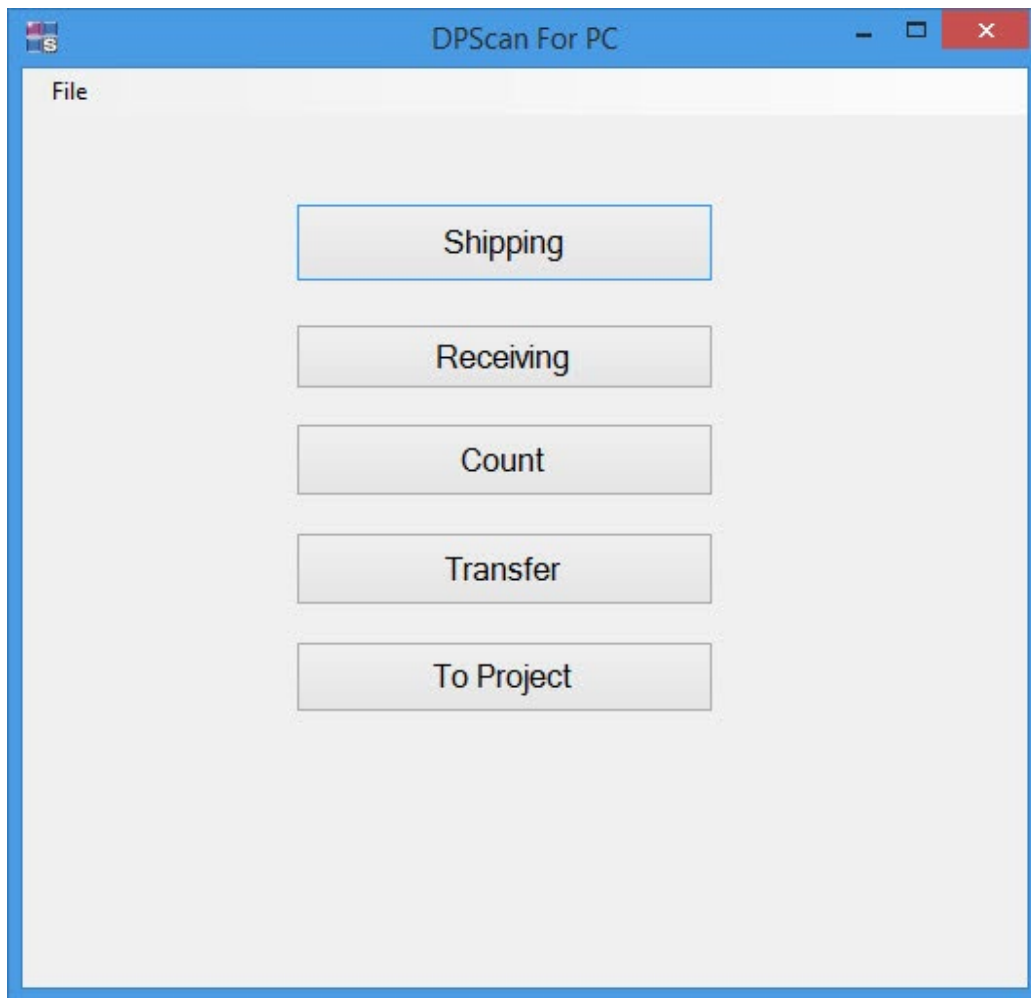 S
DPScan For PC
File
Shipping
Receiving
Count
Transfer
To Project